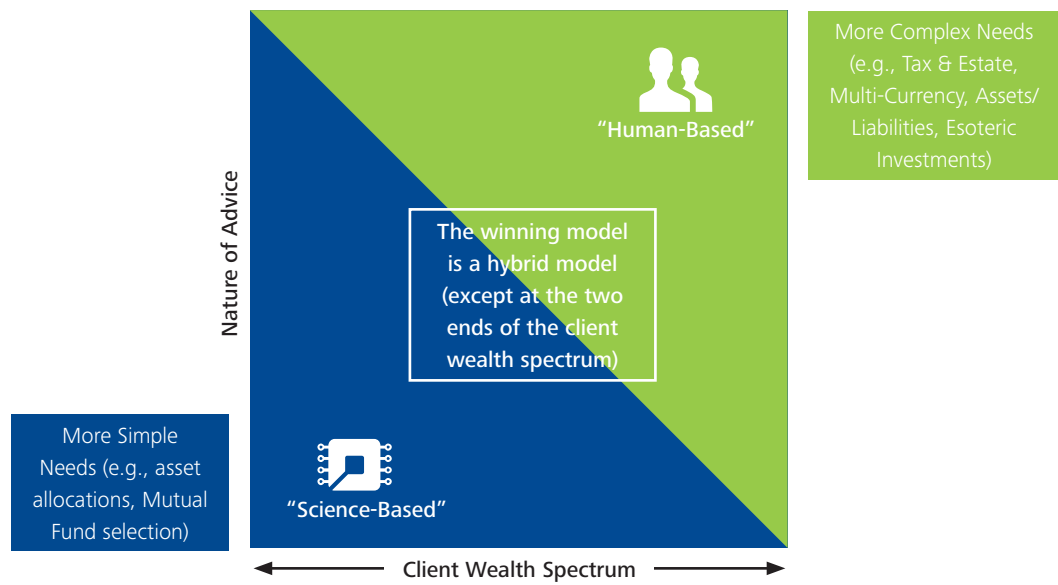 More Complex Needs
(e.g., Tax & Estate,
Multi-Currency, Assets/
Liabilities, Esoteric
Investments)
“Human-Based”
Nature of Advice
The winning model
is a hybrid model
(except at the two
ends of the client
wealth spectrum)
More Simple
Needs (e.g., asset
allocations, Mutual
Fund selection)
“Science-Based”
Client Wealth Spectrum